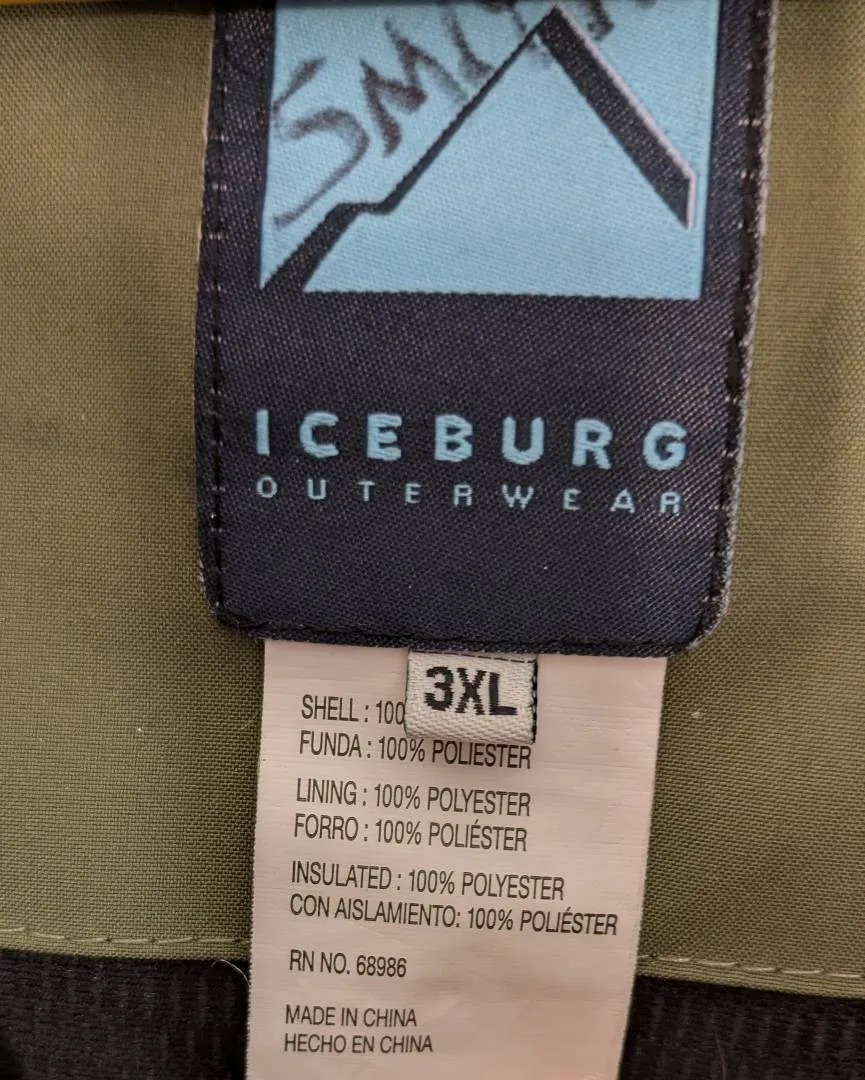 ICEBURG
OUTERWEAR
3XL
SHELL : 100
FUNDA : 100% POLIESTER
LINING : 100% POLYESTER
FORRO : 100% POLIÉSTER
INSULATED : 100% POLYESTER
CON AISLAMIENTO: 100% POLIÉSTER
RN NO. 68986
MADE IN CHINA
HECHO EN CHINA